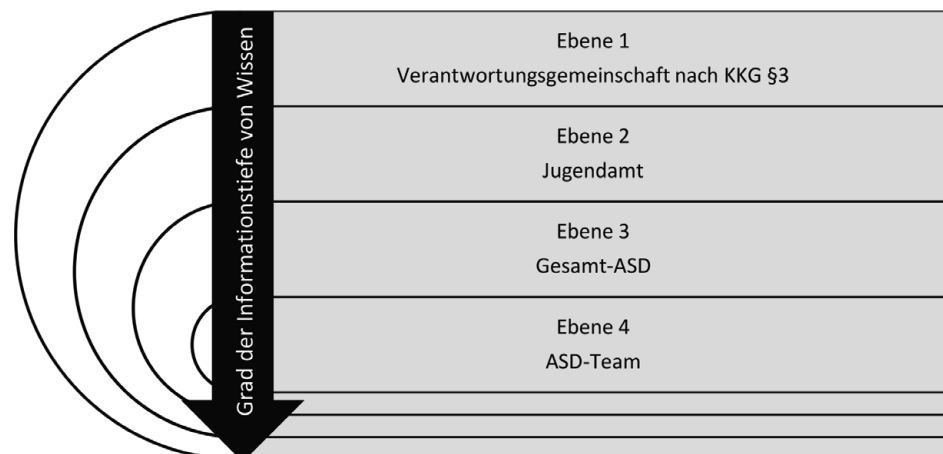 Grad der Informationstiefe von Wissen
Ebene 1
Verantwortungsgemeinschaft nach KKG §3
Ebene 2
Jugendamt
Ebene 3
Gesamt-ASD
Ebene 4
ASD-Team